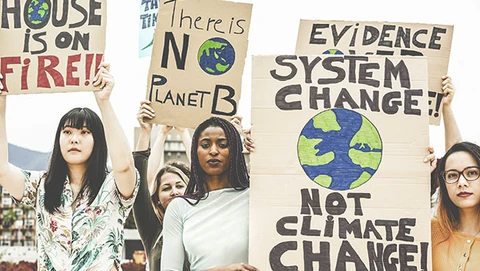 HOUSE
IS ON
FIRE!!
There is
NO
PLANET B
EVIDENCE
SYSTEM
CHANGE!
NOT
CLIMATE
CHANGE!